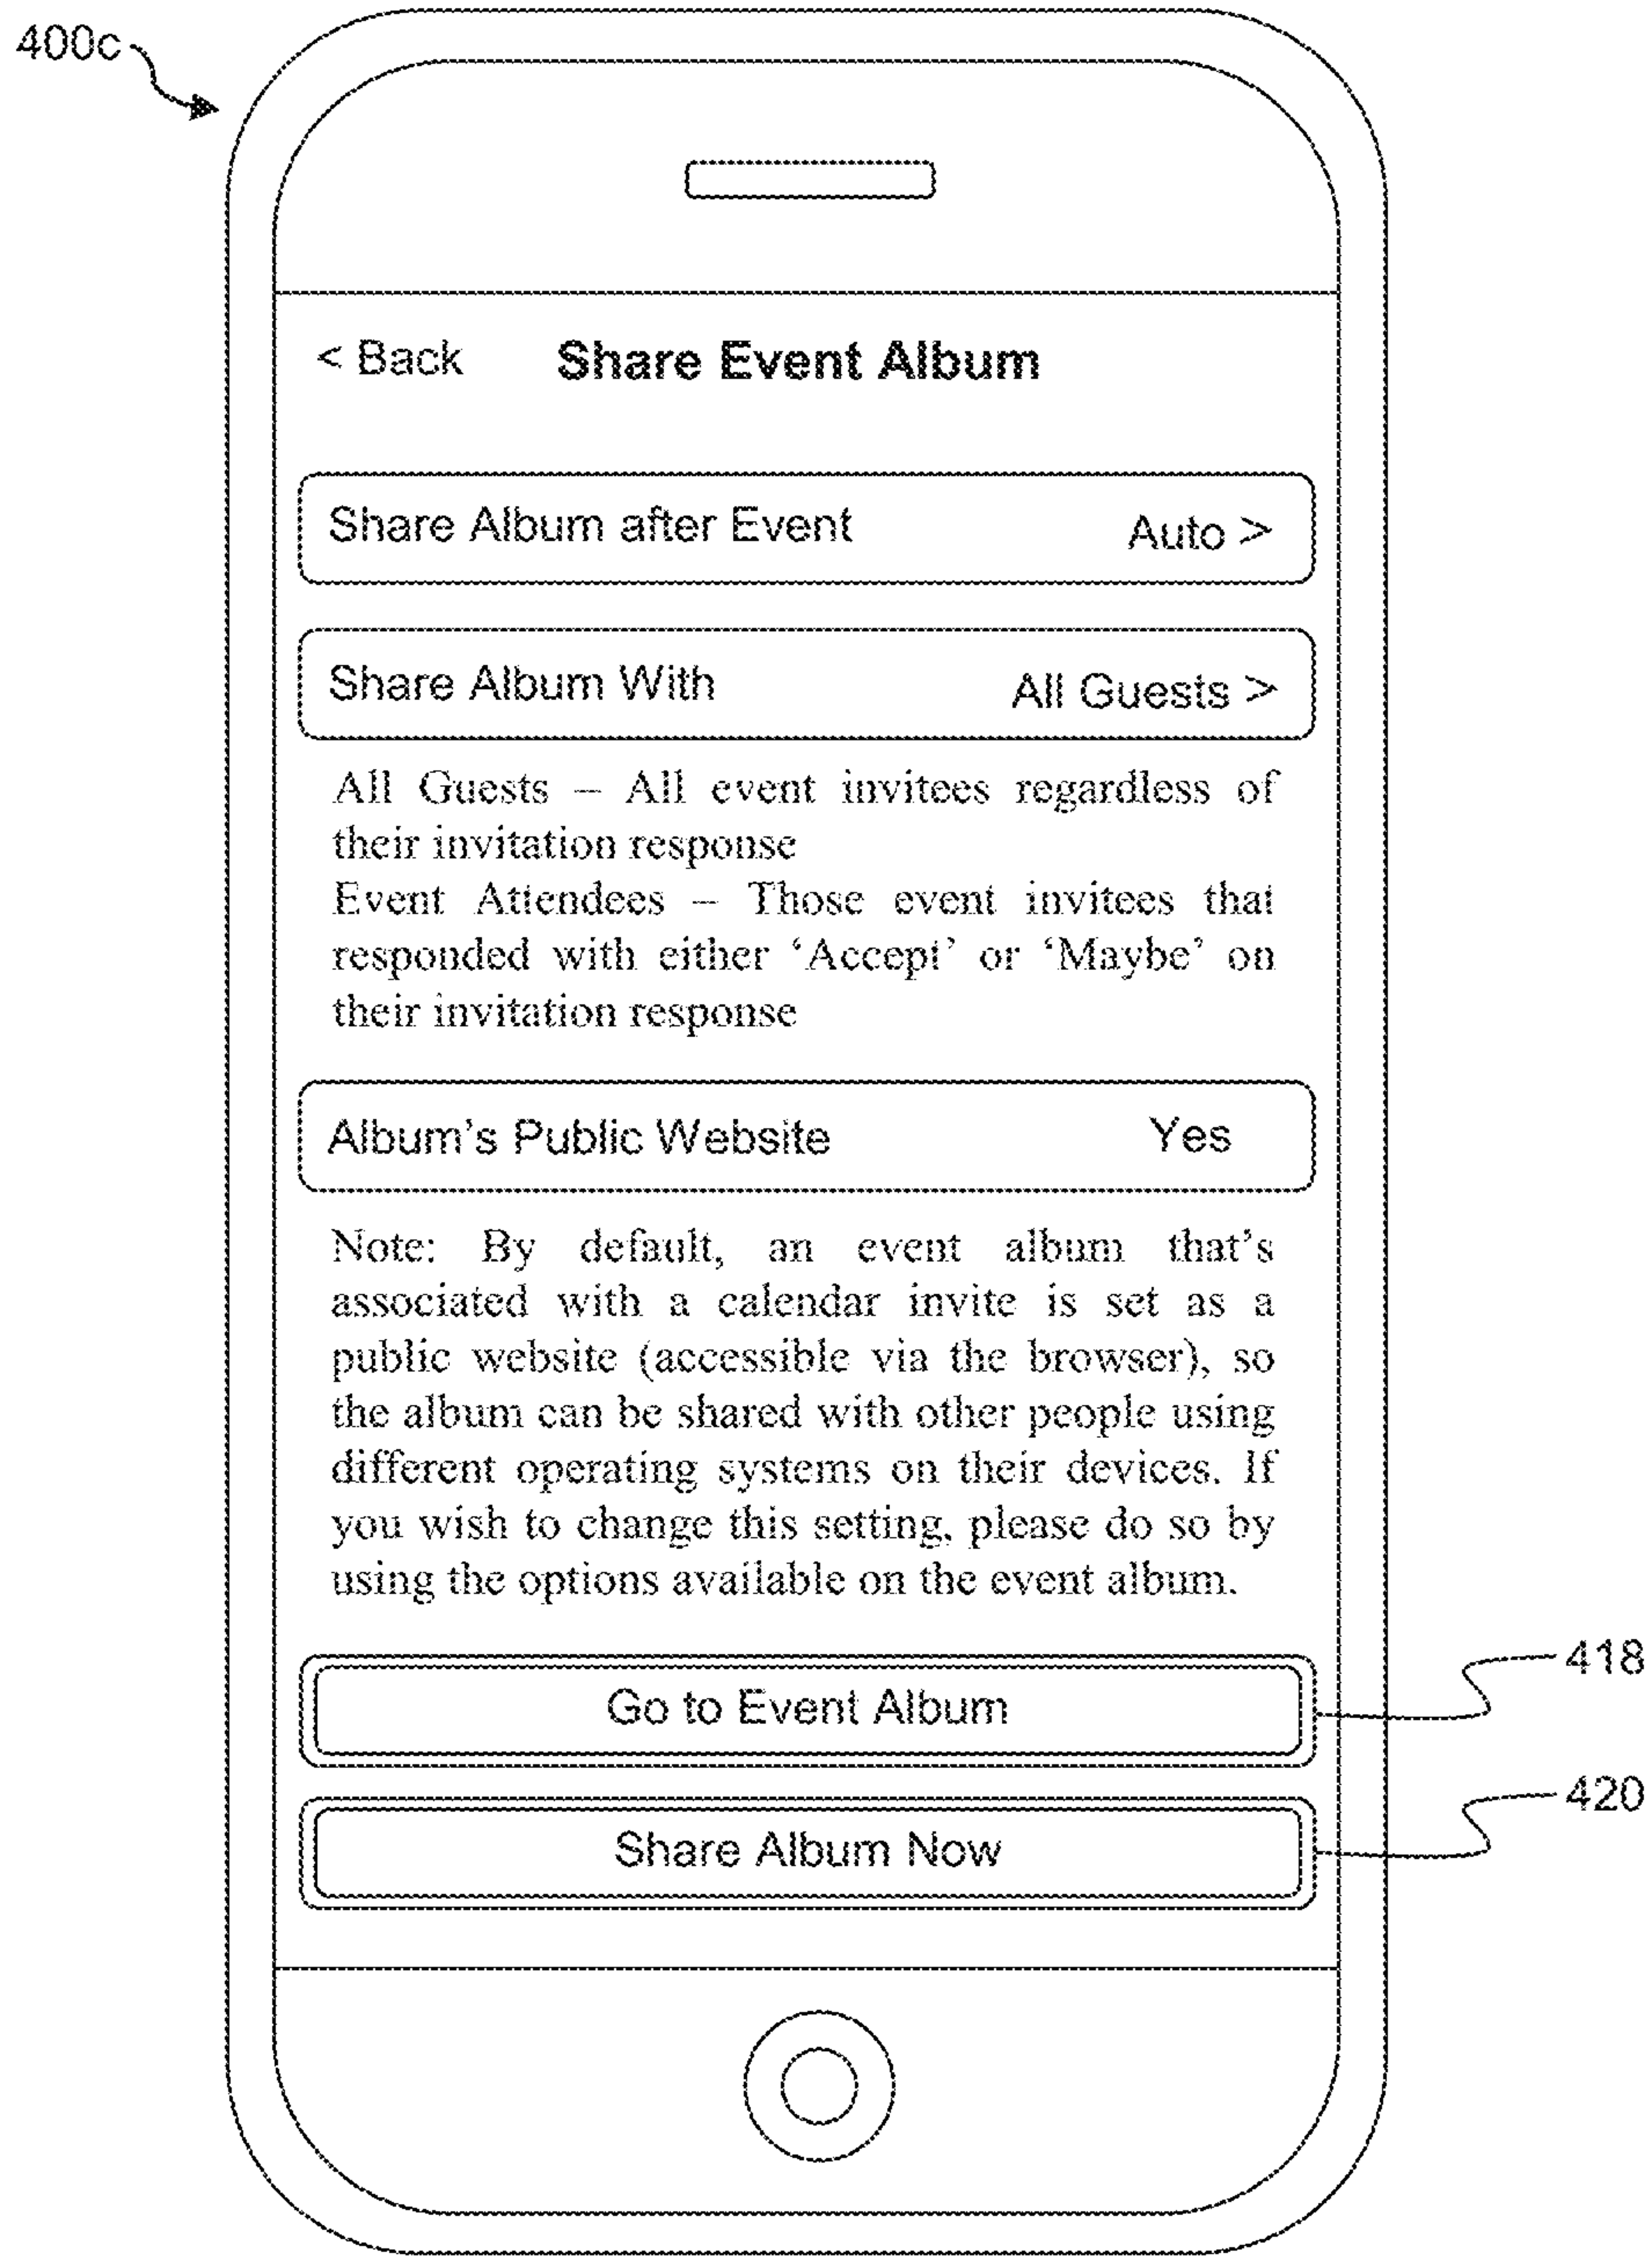 400c
< Back Share Event Album
Share Album after Event Auto >
Share Album With All Guests >
All Guests – All event invitees regardless of
their invitation response
Event Attendees – Those event invitees that
responded with either ‘Accept’ or ‘Maybe’ on
their invitation response
Album’s Public Website Yes
Note: By default, an event album that’s
associated with a calendar invite is set as a
public website (accessible via the browser), so
the album can be shared with other people using
different operating systems on their devices. If
you wish to change this setting, please do so by
using the options available on the event album.
Go to Event Album 418
Share Album Now 420